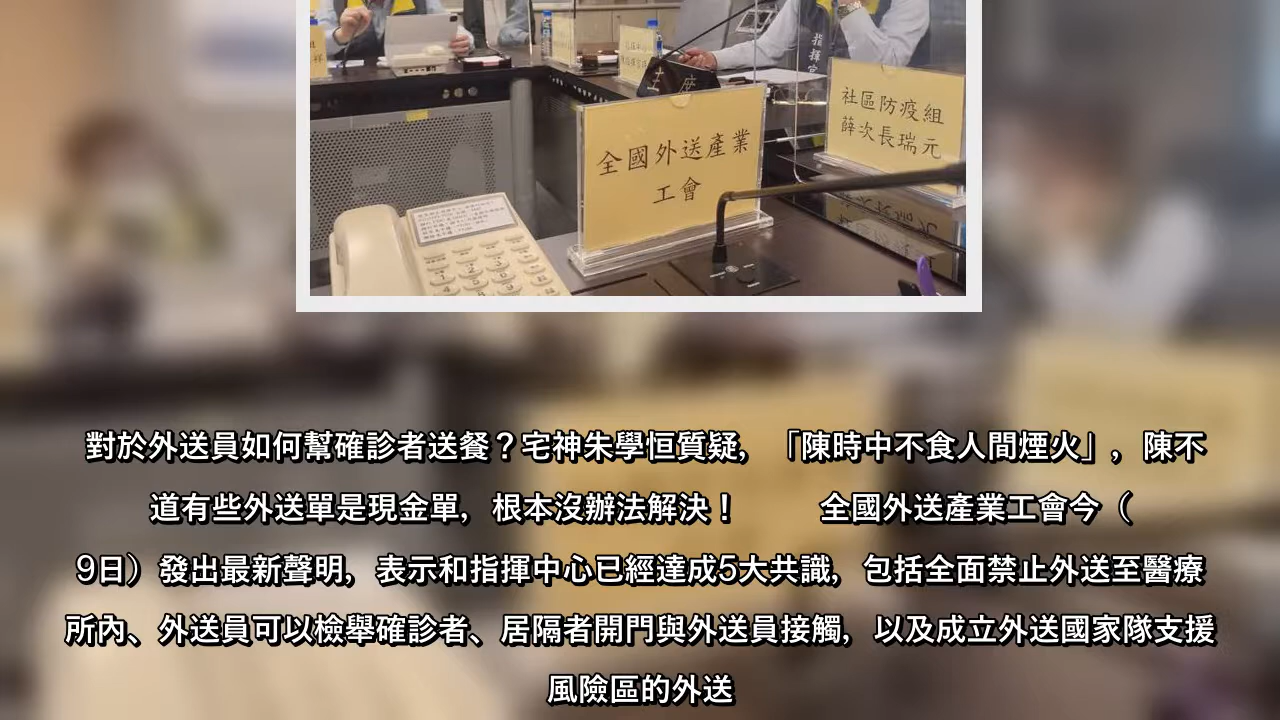 指揮官
主 席
社區防疫組
薛次長瑞元
全國外送產業
工會
對於外送員如何幫確診者送餐？宅神朱學恒質疑，「陳時中不食人間煙火」，陳不
道有些外送單是現金單，根本沒辦法解決！ 全國外送產業工會今（
9日）發出最新聲明，表示和指揮中心已經達成5大共識，包括全面禁止外送至醫療
所內、外送員可以檢舉確診者、居隔者開門與外送員接觸，以及成立外送國家隊支援
風險區的外送